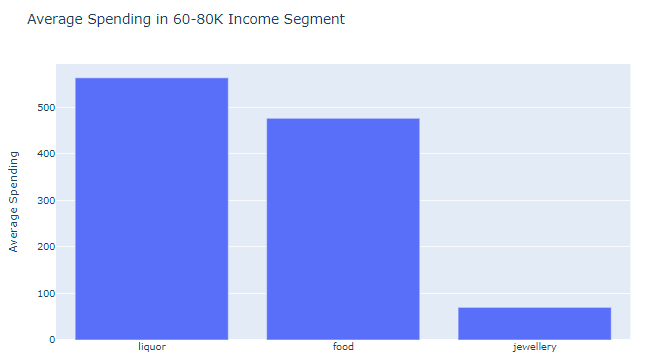 Average Spending in 60-80K Income Segment
Average Spending
500
400
300
200
100
0
liquor food jewellery